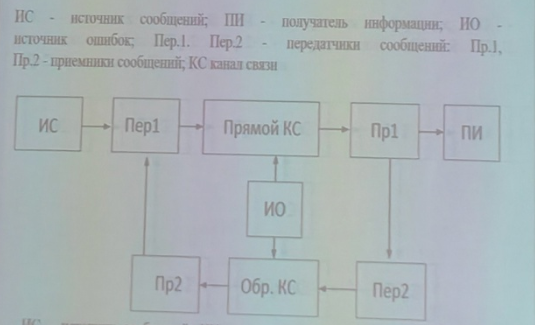 ИС - источник сообщений; ПИ - получатель информации; ИО -
источник ошибок; Пер.1. Пер.2 - передатчики сообщений: Пр.1,
Пр.2 - приемники сообщений; КС канал связи
ИС
Пер1
Прямой КС
Пр1
ПИ
ИО
Пр2
Обр. КС
Пер2